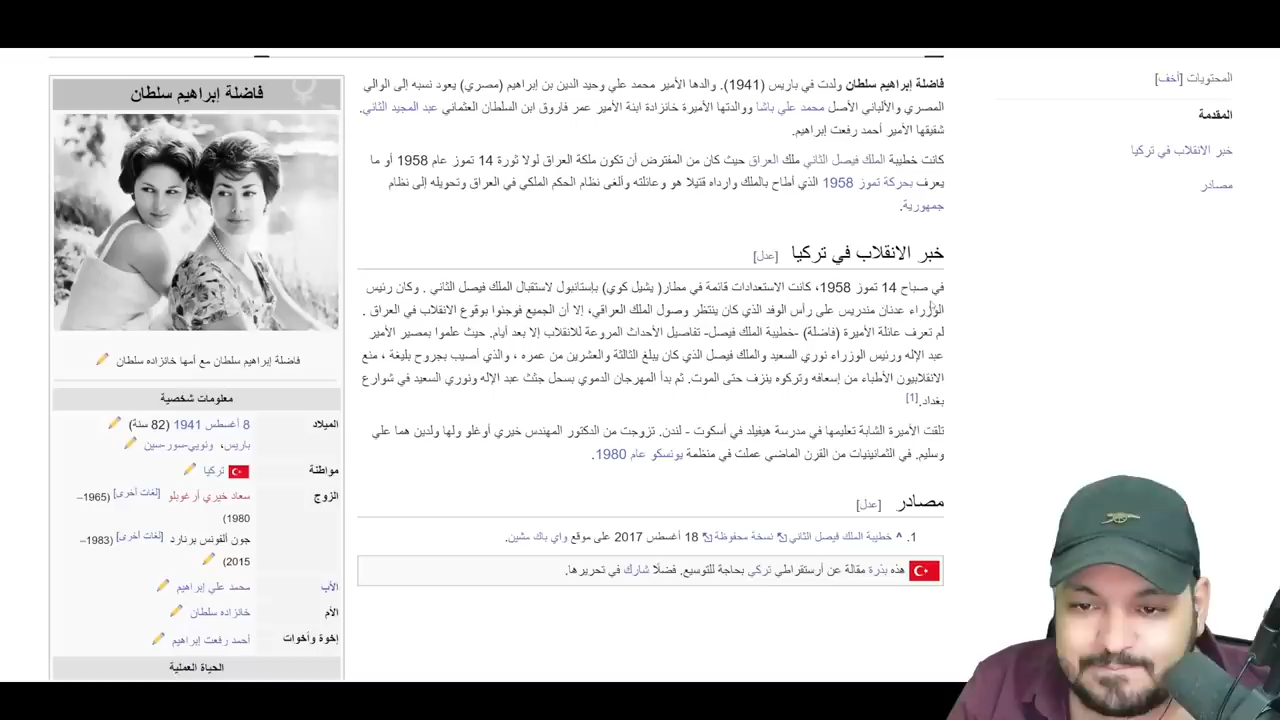 المحتويات [أخف]
المقدمة
خبر الانقلاب في تركيا
مصادر
فاضلة إبراهيم سلطان ولدت في باريس (1941). والدها الأمير محمد علي وحيد الدين بن إبراهيم (مصري) يعود نسبه إلى الوالي
المصري والألباني الأصل محمد علي باشا ووالدتها الأميرة خانزادة ابنة الأمير عمر فاروق ابن السلطان العثماني عبد المجيد الثاني.
شقيقها الأمير أحمد رفعت إبراهيم.
كانت خطيبة الملك فيصل الثاني ملك العراق حيث كان من المفترض أن تكون ملكة العراق لولا ثورة 14 تموز عام 1958 أو ما
يعرف بحركة تموز 1958 الذي أطاح بالملك وارداه قتيلا هو وعائلته وألغى نظام الحكم الملكي في العراق وتحويله إلى نظام
جمهورية.
خبر الانقلاب في تركيا [عدل]
في صباح 14 تموز 1958، كانت الاستعدادات قائمة في مطار( يشيل كوي) بإستانبول لاستقبال الملك فيصل الثاني . وكان رئيس
الوزراء عدنان مندريس على رأس الوفد الذي كان ينتظر وصول الملك العراقي، إلا أن الجميع فوجئوا بوقوع الانقلاب في العراق .
لم تعرف عائلة الأميرة (فاضلة) -خطيبة الملك فيصل- تفاصيل الأحداث المروعة للانقلاب إلا بعد أيام. حيث علموا بمصير الأمير
عبد الإله ورئيس الوزراء نوري السعيد والملك فيصل الذي كان يبلغ الثالثة والعشرين من عمره ، والذي أصيب بجروح بليغة ، منع
الانقلابيون الأطباء من إسعافه وتركوه ينزف حتى الموت. ثم بدأ المهرجان الدموي بسحل جثث عبد الإله ونوري السعيد في شوارع
بغداد.[1]
تلقت الأميرة الشابة تعليمها في مدرسة هيفيلد في أسكوت - لندن. تزوجت من الدكتور المهندس خيري أوغلو ولها ولدين هما علي
وسليم. في الثمانينيات من القرن الماضي عملت في منظمة يونسكو عام 1980.
مصادر [عدل]
1. ^ خطيبة الملك فيصل الثاني نسخة محفوظة 18 أغسطس 2017 على موقع واي باك مشين.
هذه بذرة مقالة عن أرستقراطي تركي بحاجة للتوسيع. فضلًا شارك في تحريرها.
فاضلة إبراهيم سلطان
فاضلة إبراهيم سلطان مع أمها خانزاده سلطان
معلومات شخصية
الميلاد 8 أغسطس 1941 (82 سنة)
باريس، ونويي-سور-سين
مواطنة تركيا
الزوج سعاد خيري أرغوبلو [لغات أخرى] (1965–
1980)
جون ألفونس برنارد [لغات أخرى] (1983–
2015)
الأب محمد علي إبراهيم
الأم خانزاده سلطان
إخوة وأخوات أحمد رفعت إبراهيم
الحياة العملية